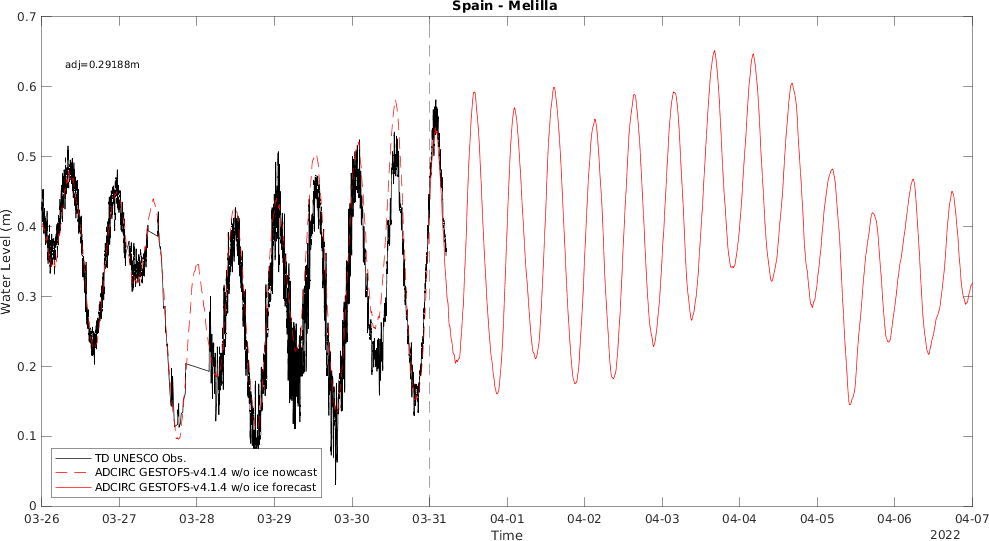 Spain - Melilla
adj=0.29188m
0.7
0.6
0.5
0.4
0.3
0.2
0.1
0
Water Level (m)
TD UNESCO Obs.
ADCIRC GESTOFS-v4.1.4 w/o ice nowcast
ADCIRC GESTOFS-v4.1.4 w/o ice forecast
03-26 03-27 03-28 03-29 03-30 03-31 04-01 04-02 04-03 04-04 04-05 04-06 04-07
Time
2022